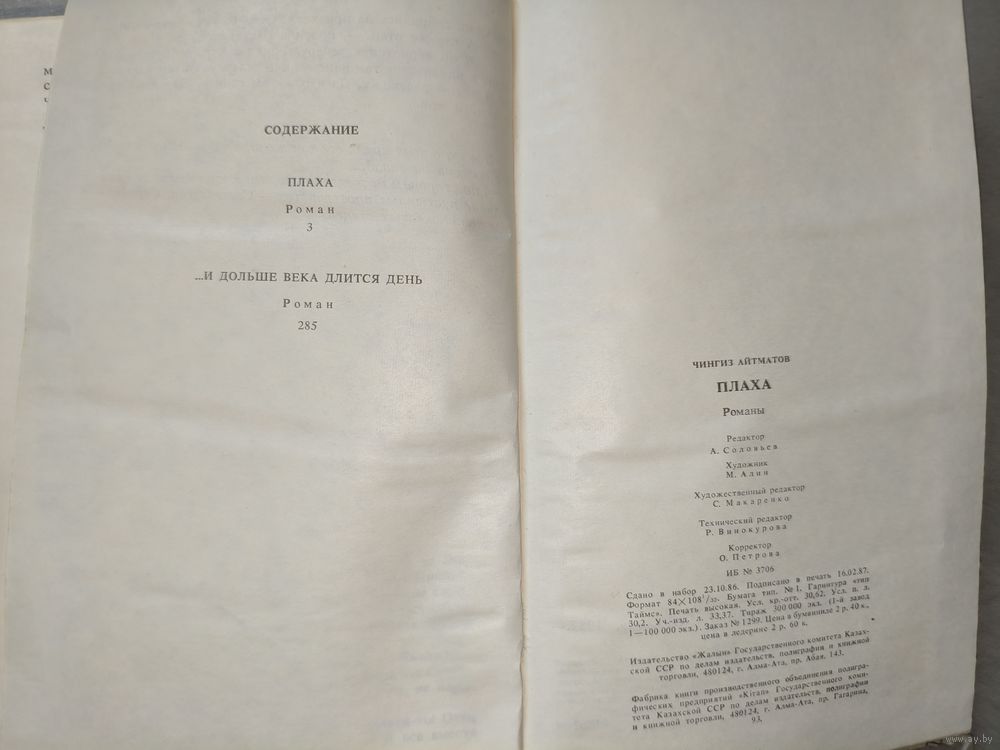 СОДЕРЖАНИЕ
ПЛАХА
Роман
3
...И ДОЛЬШЕ ВЕКА ДЛИТСЯ ДЕНЬ
Роман
285
ЧИНГИЗ АЙТМАТОВ
ПЛАХА
Романы
Редактор
А. Соловьев
Художник
М. Алин
Художественный редактор
С. Макаренко
Технический редактор
Р. Винокурова
Корректор
О. Петрова
ИБ № 3706
Сдано в набор 23.10.86. Подписано в печать 16.02.87.
Формат 84×108¹/₃₂. Бумага тип. №1. Гарнитура «тип
Таймс». Печать высокая. Усл. кр.-отт. 30,62. Усл. п. л.
30,2. Уч.-изд. л. 33,37. Тираж 300 000 экз. (1-й завод
1—100 000 экз.). Заказ № 1299. Цена в бумвиниле 2 р. 40 к.,
цена в ледерине 2 р. 60 к.
Издательство «Жалын» Государственного комитета Казах-
ской ССР по делам издательств, полиграфии и книжной
торговли, 480124, г. Алма-Ата, пр. Абая. 143.
Фабрика книги производственного объединения полигра-
фических предприятий «Кiтап» Государственного коми-
тета Казахской ССР по делам издательств, полиграфии
и книжной торговли, 480124, г. Алма-Ата, пр. Гагарина,
93.
www.ay.by